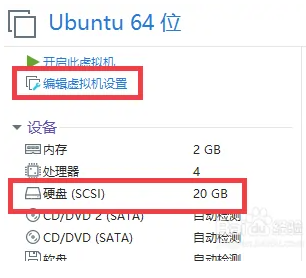 Ubuntu 64 位
开启此虚拟机
编辑虚拟机设置
设备
内存 2 GB
处理器 4
硬盘 (SCSI) 20 GB
CD/DVD 2 (SATA) 自动检测
CD/DVD (SATA) 自动检测
软盘 自动检测